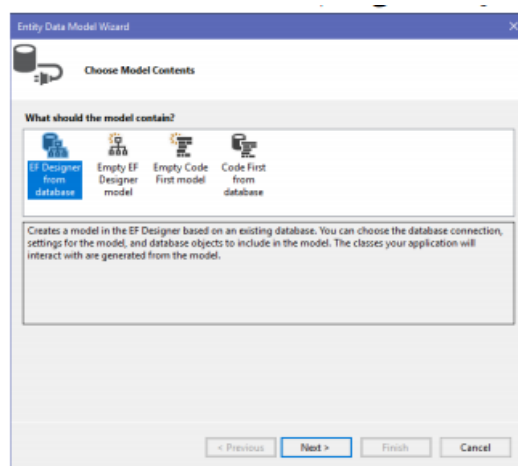 Entity Data Model Wizard
Choose Model Contents
What should the model contain?
EF Designer from database
Empty EF Designer model
Empty Code First model
Code First from database
Creates a model in the EF Designer based on an existing database. You can choose the database connection,
settings for the model, and database objects to include in the model. The classes your application will
interact with are generated from the model.
< Previous
Next >
Finish
Cancel